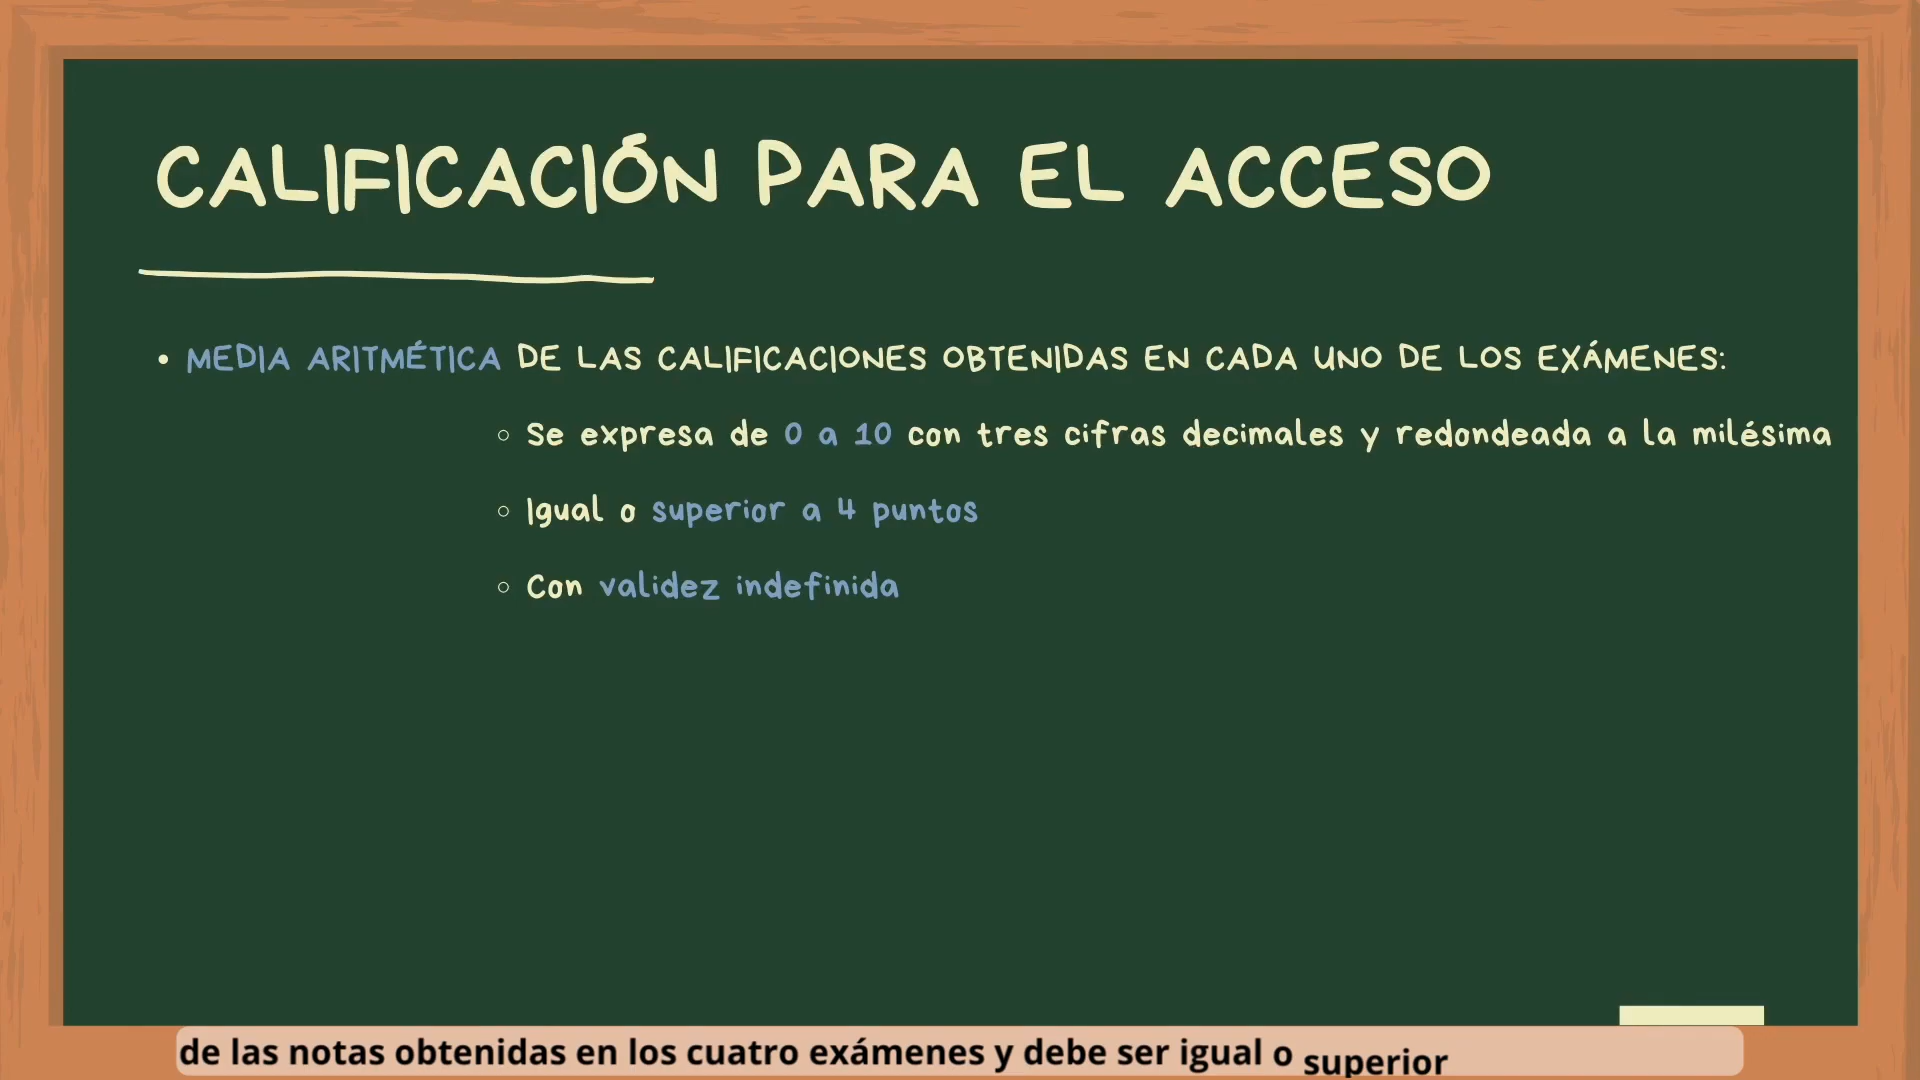 CALIFICACIÓN PARA EL ACCESO
• MEDIA ARITMÉTICA DE LAS CALIFICACIONES OBTENIDAS EN CADA UNO DE LOS EXÁMENES:
◦ Se expresa de 0 a 10 con tres cifras decimales y redondeada a la milésima
◦ Igual o superior a 4 puntos
◦ Con validez indefinida
de las notas obtenidas en los cuatro exámenes y debe ser igual o superior